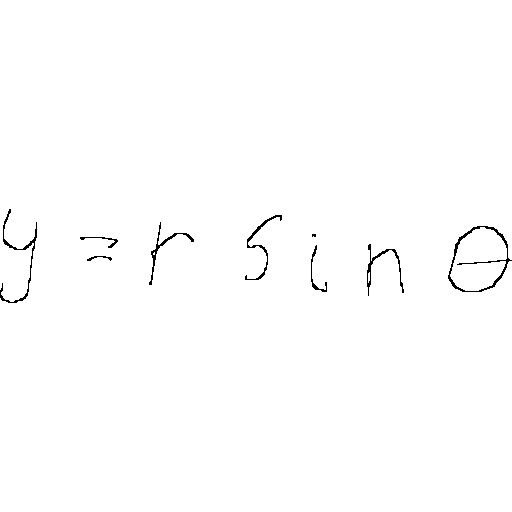 y = r sin θ